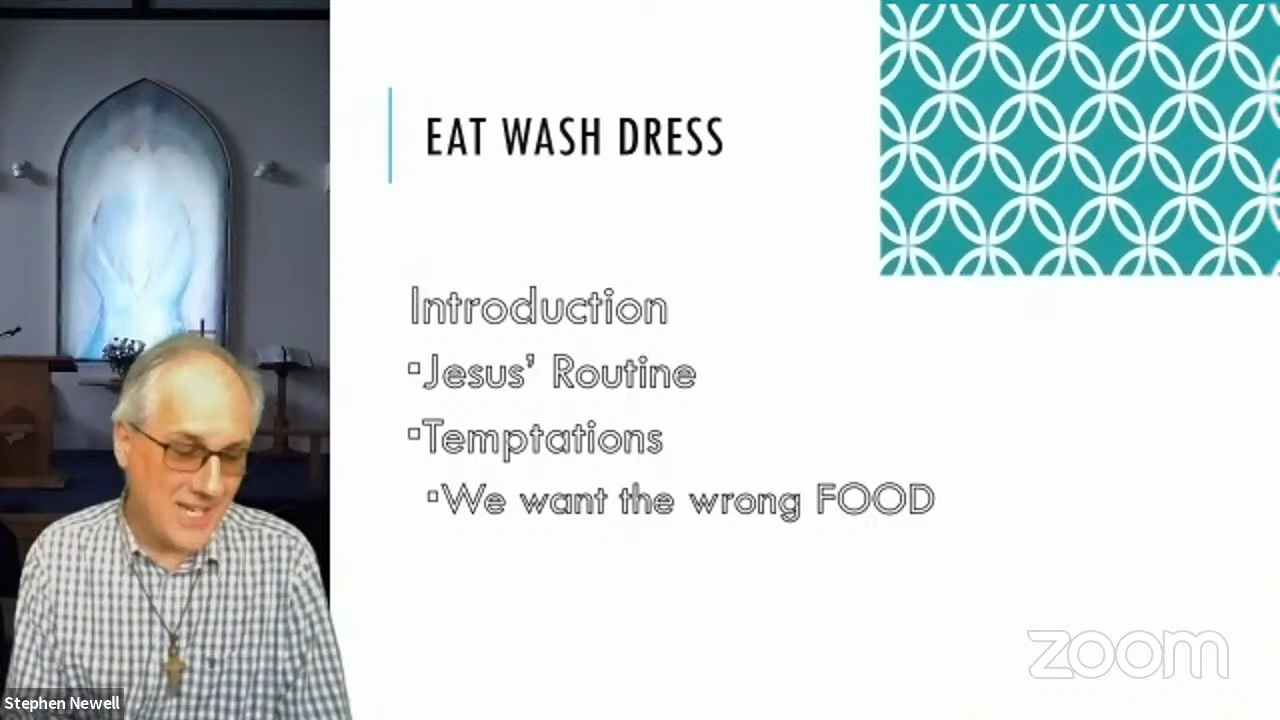 EAT WASH DRESS
Introduction
▫Jesus’ Routine
▫Temptations
▫We want the wrong FOOD
zoom
Stephen Newell